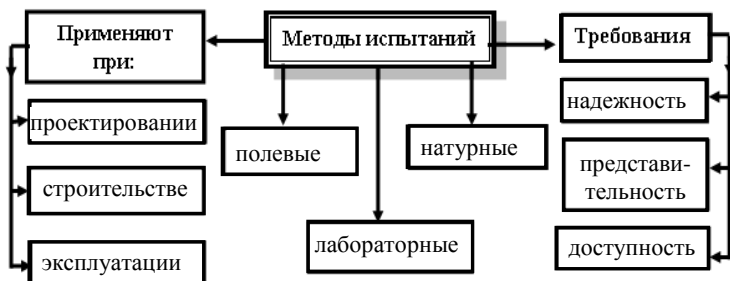 Применяют
при:
Методы испытаний
Требования
проектировании
строительстве
эксплуатации
полевые
лабораторные
натурные
надежность
представи-
тельность
доступность